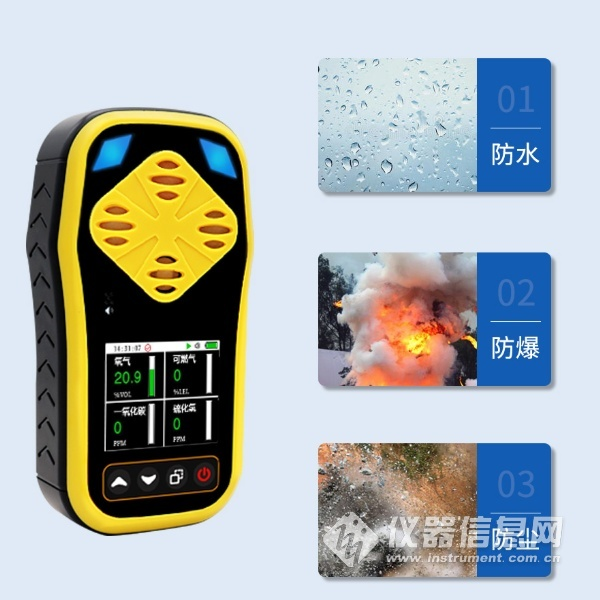 01
防水
02
防爆
03
防尘
14:31:07
氧气
20.9
%VOL
可燃气
0
%LEL
一氧化碳
0
PPM
硫化氢
0
PPM
仪器信息网
www.instrument.com.cn